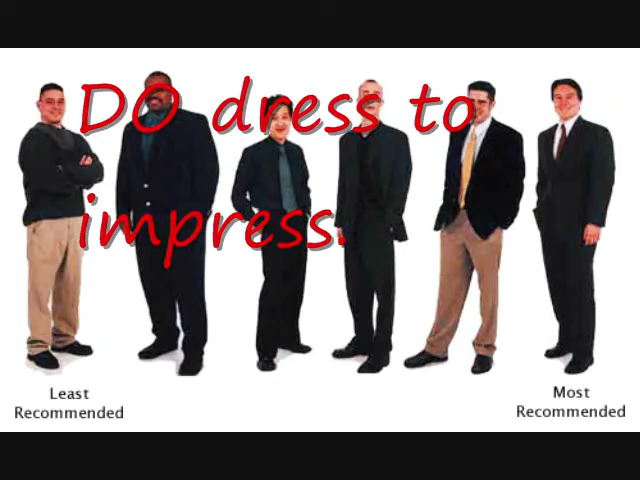 DO dress to
impress.
Least
Recommended
Most
Recommended